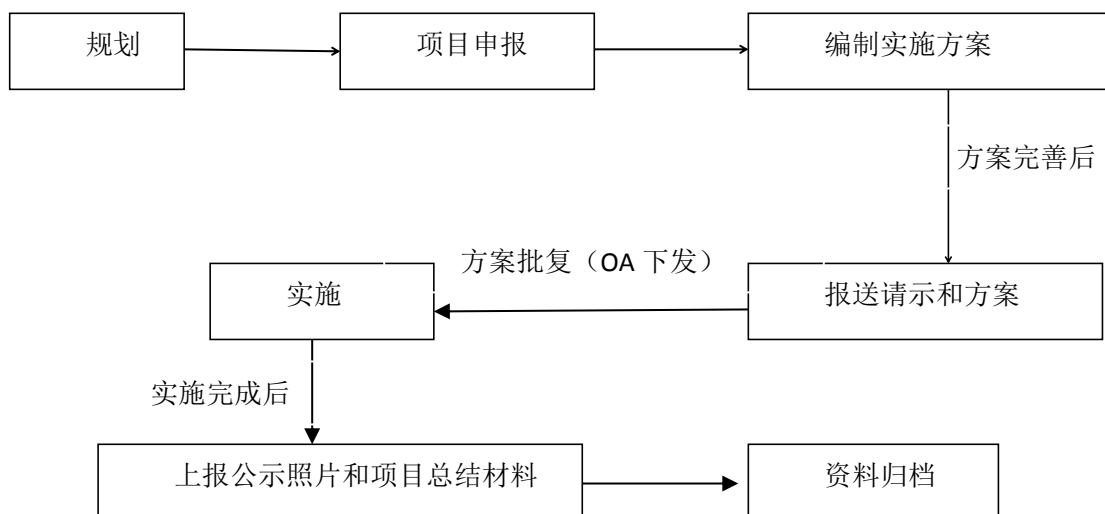 规划
项目申报
编制实施方案
方案完善后
方案批复（OA 下发）
实施
报送请示和方案
实施完成后
上报公示照片和项目总结材料
资料归档